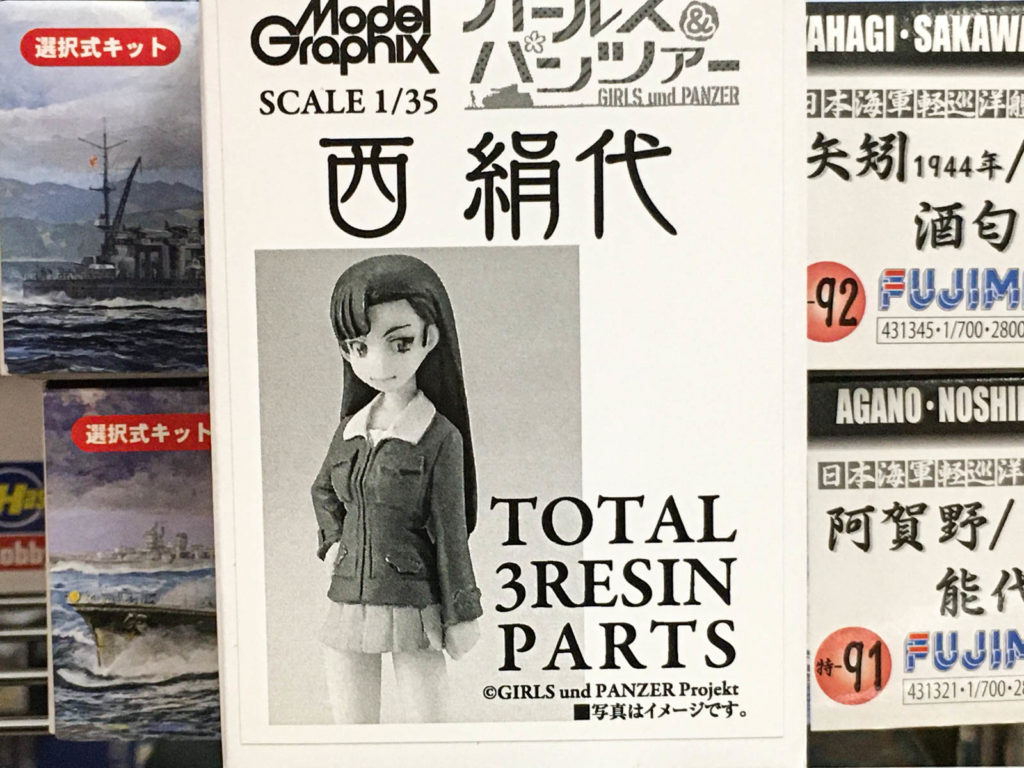 選択式キット
選択式キット
Model
Graphix
SCALE 1/35
ガールズ&
パンツァー
GIRLS und PANZER
西 絹代
TOTAL
3RESIN
PARTS
©GIRLS und PANZER Projekt
■写真はイメージです。
YAHAGI・SAKAWA
日本海軍軽巡洋艦
矢矧1944年/
酒匂
-92
FUJIM
431345・1/700・2800
AGANO・NOSHI
日本海軍軽巡洋
阿賀野/
能代
特-91
FUJIM
431321・1/700・28